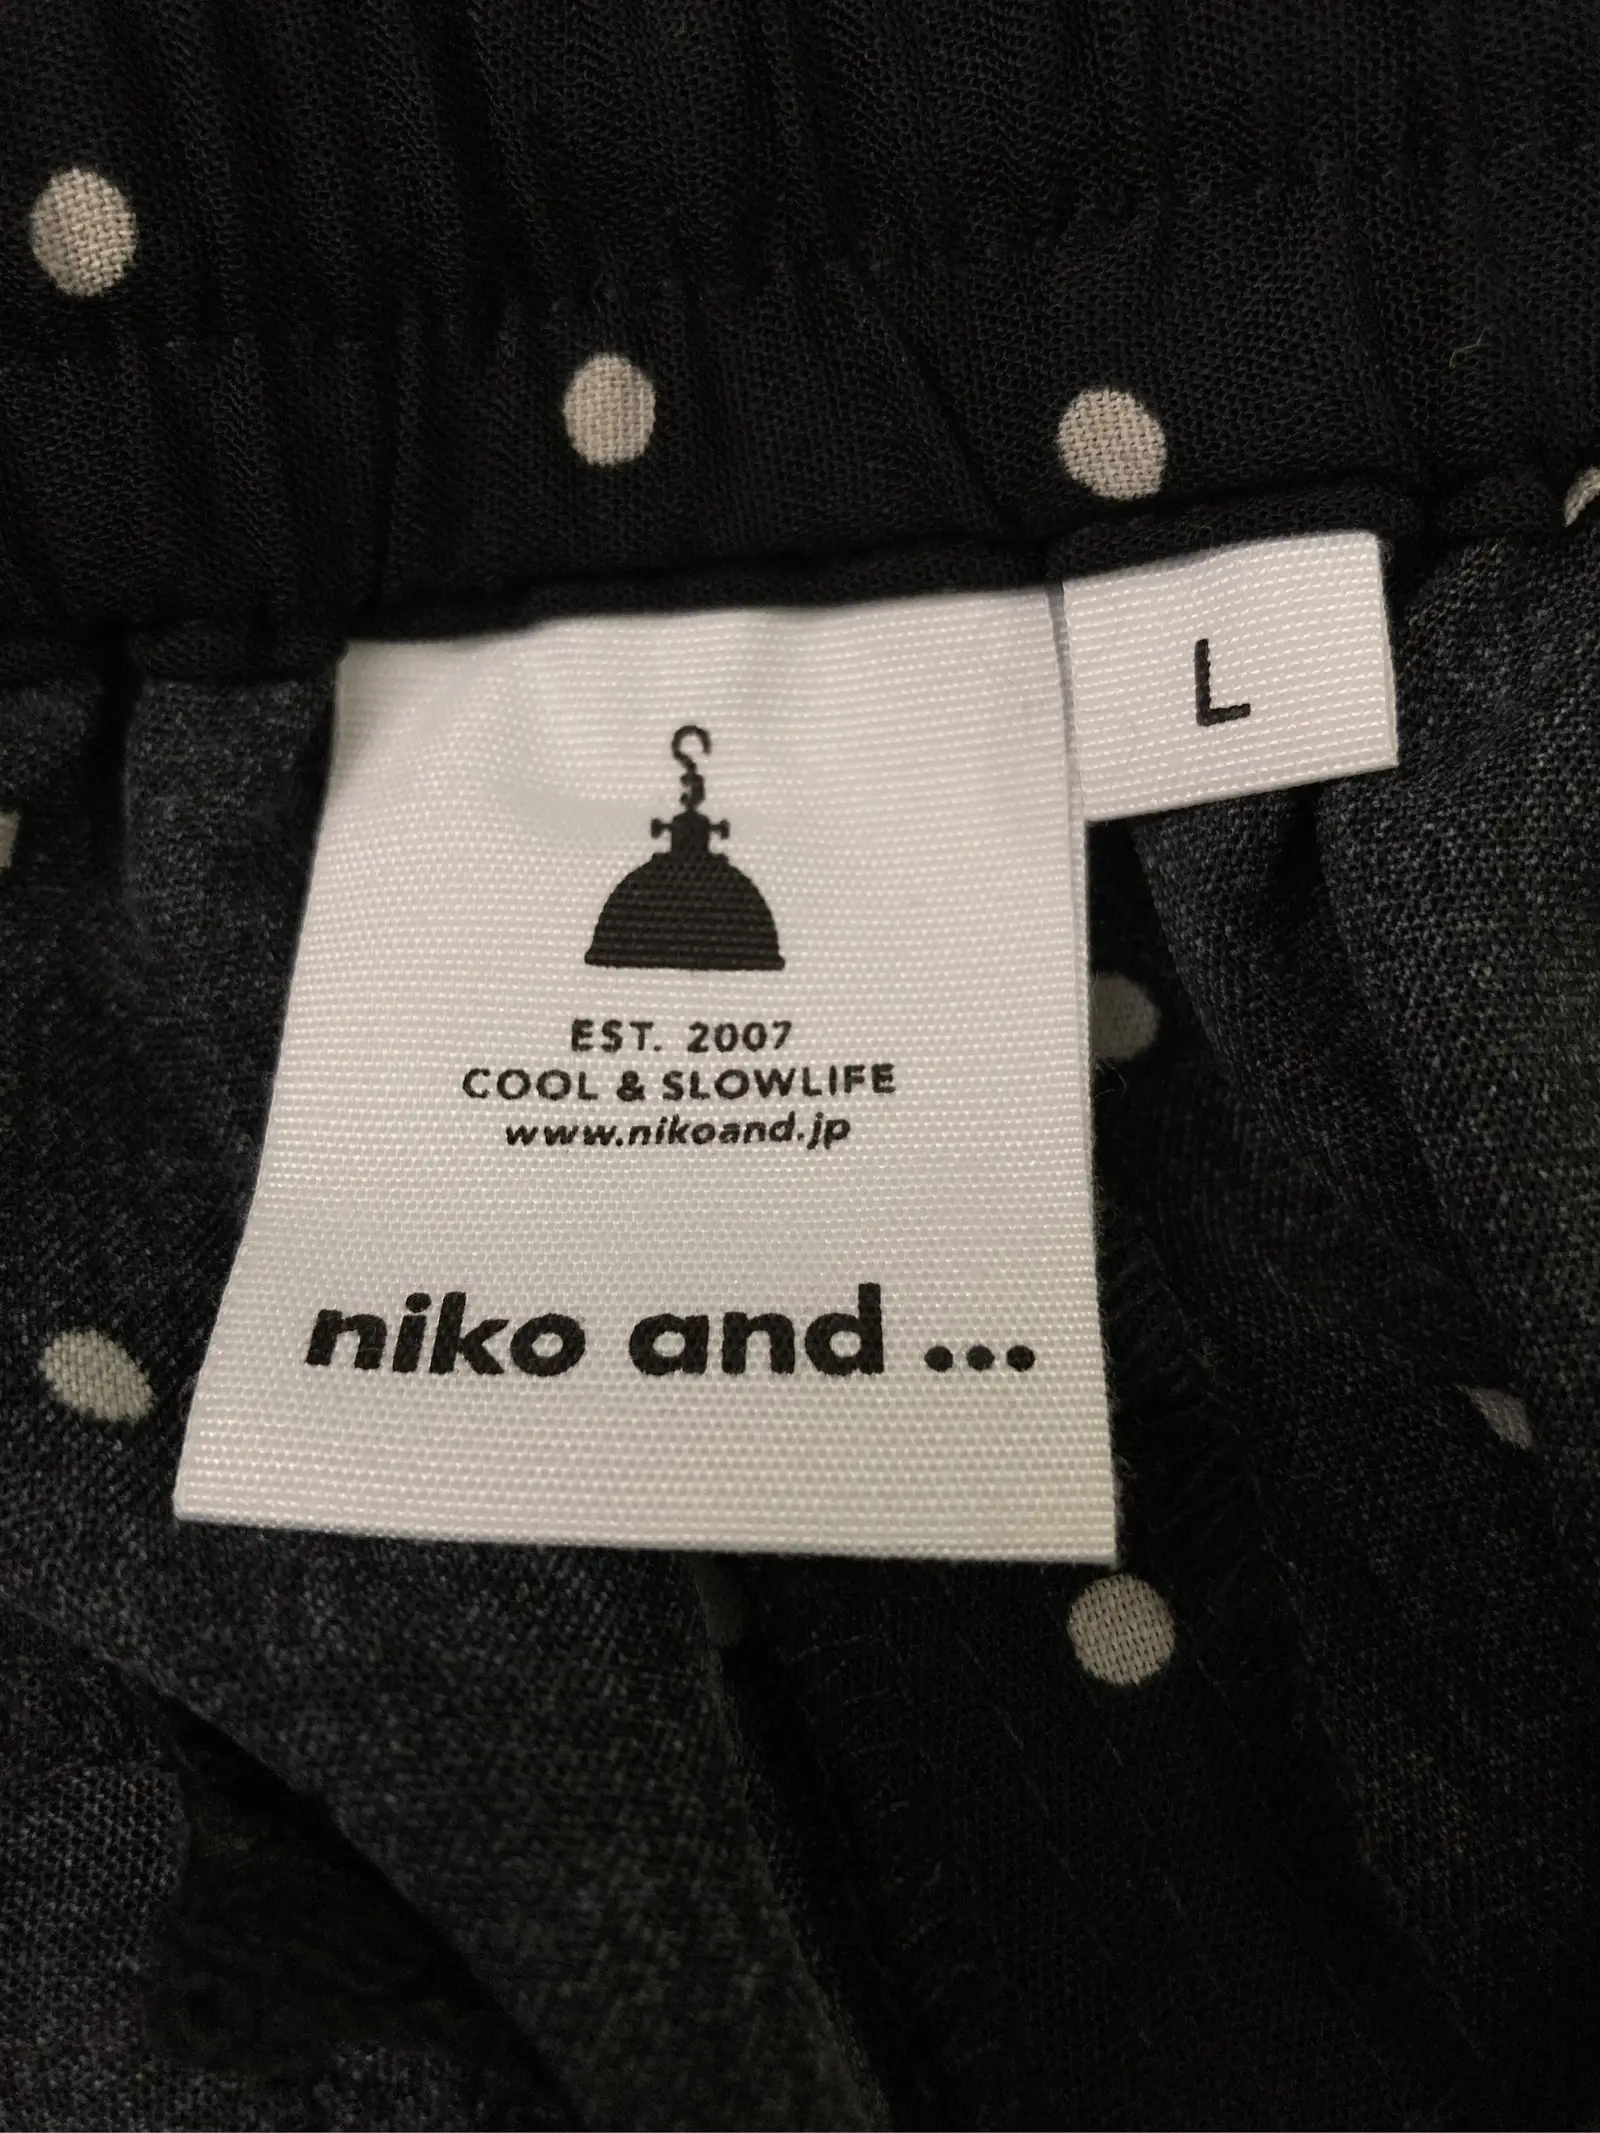 L
EST. 2007
COOL & SLOWLIFE
www.nikoand.jp
niko and ...